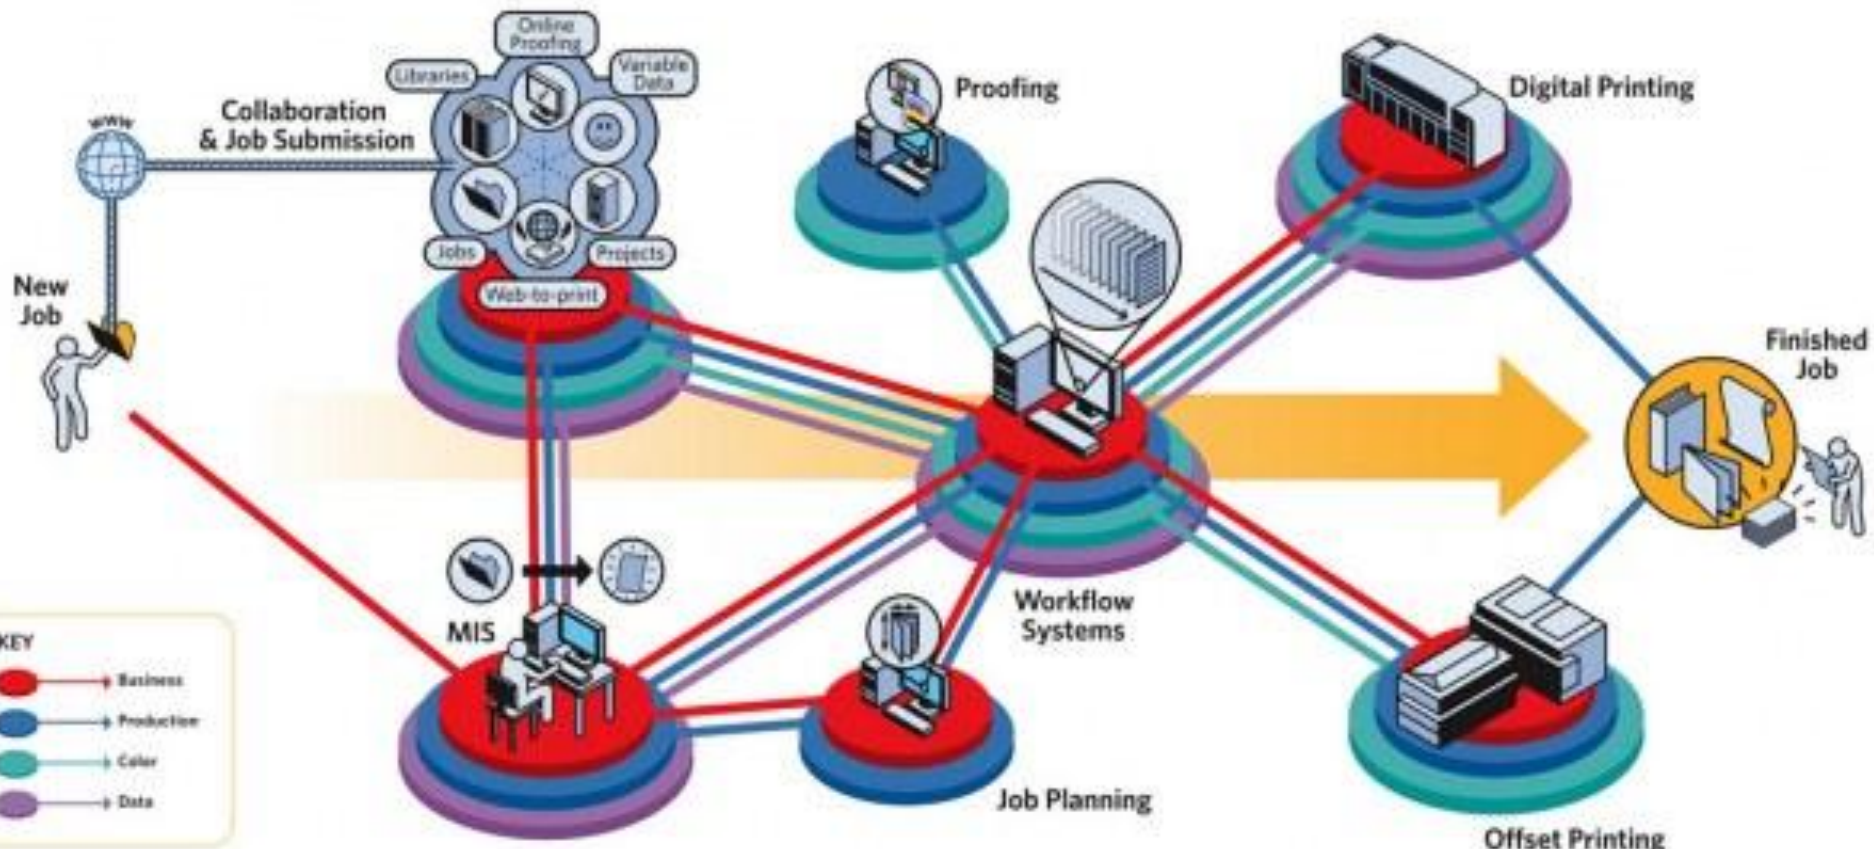 Online
Proofing
Libraries
Variable
Data
Collaboration
& Job Submission
www
Jobs
Projects
Web-to-print
New
Job
Proofing
Digital Printing
Finished
Job
MIS
Workflow
Systems
Job Planning
Offset Printing
KEY
Business
Production
Color
Data